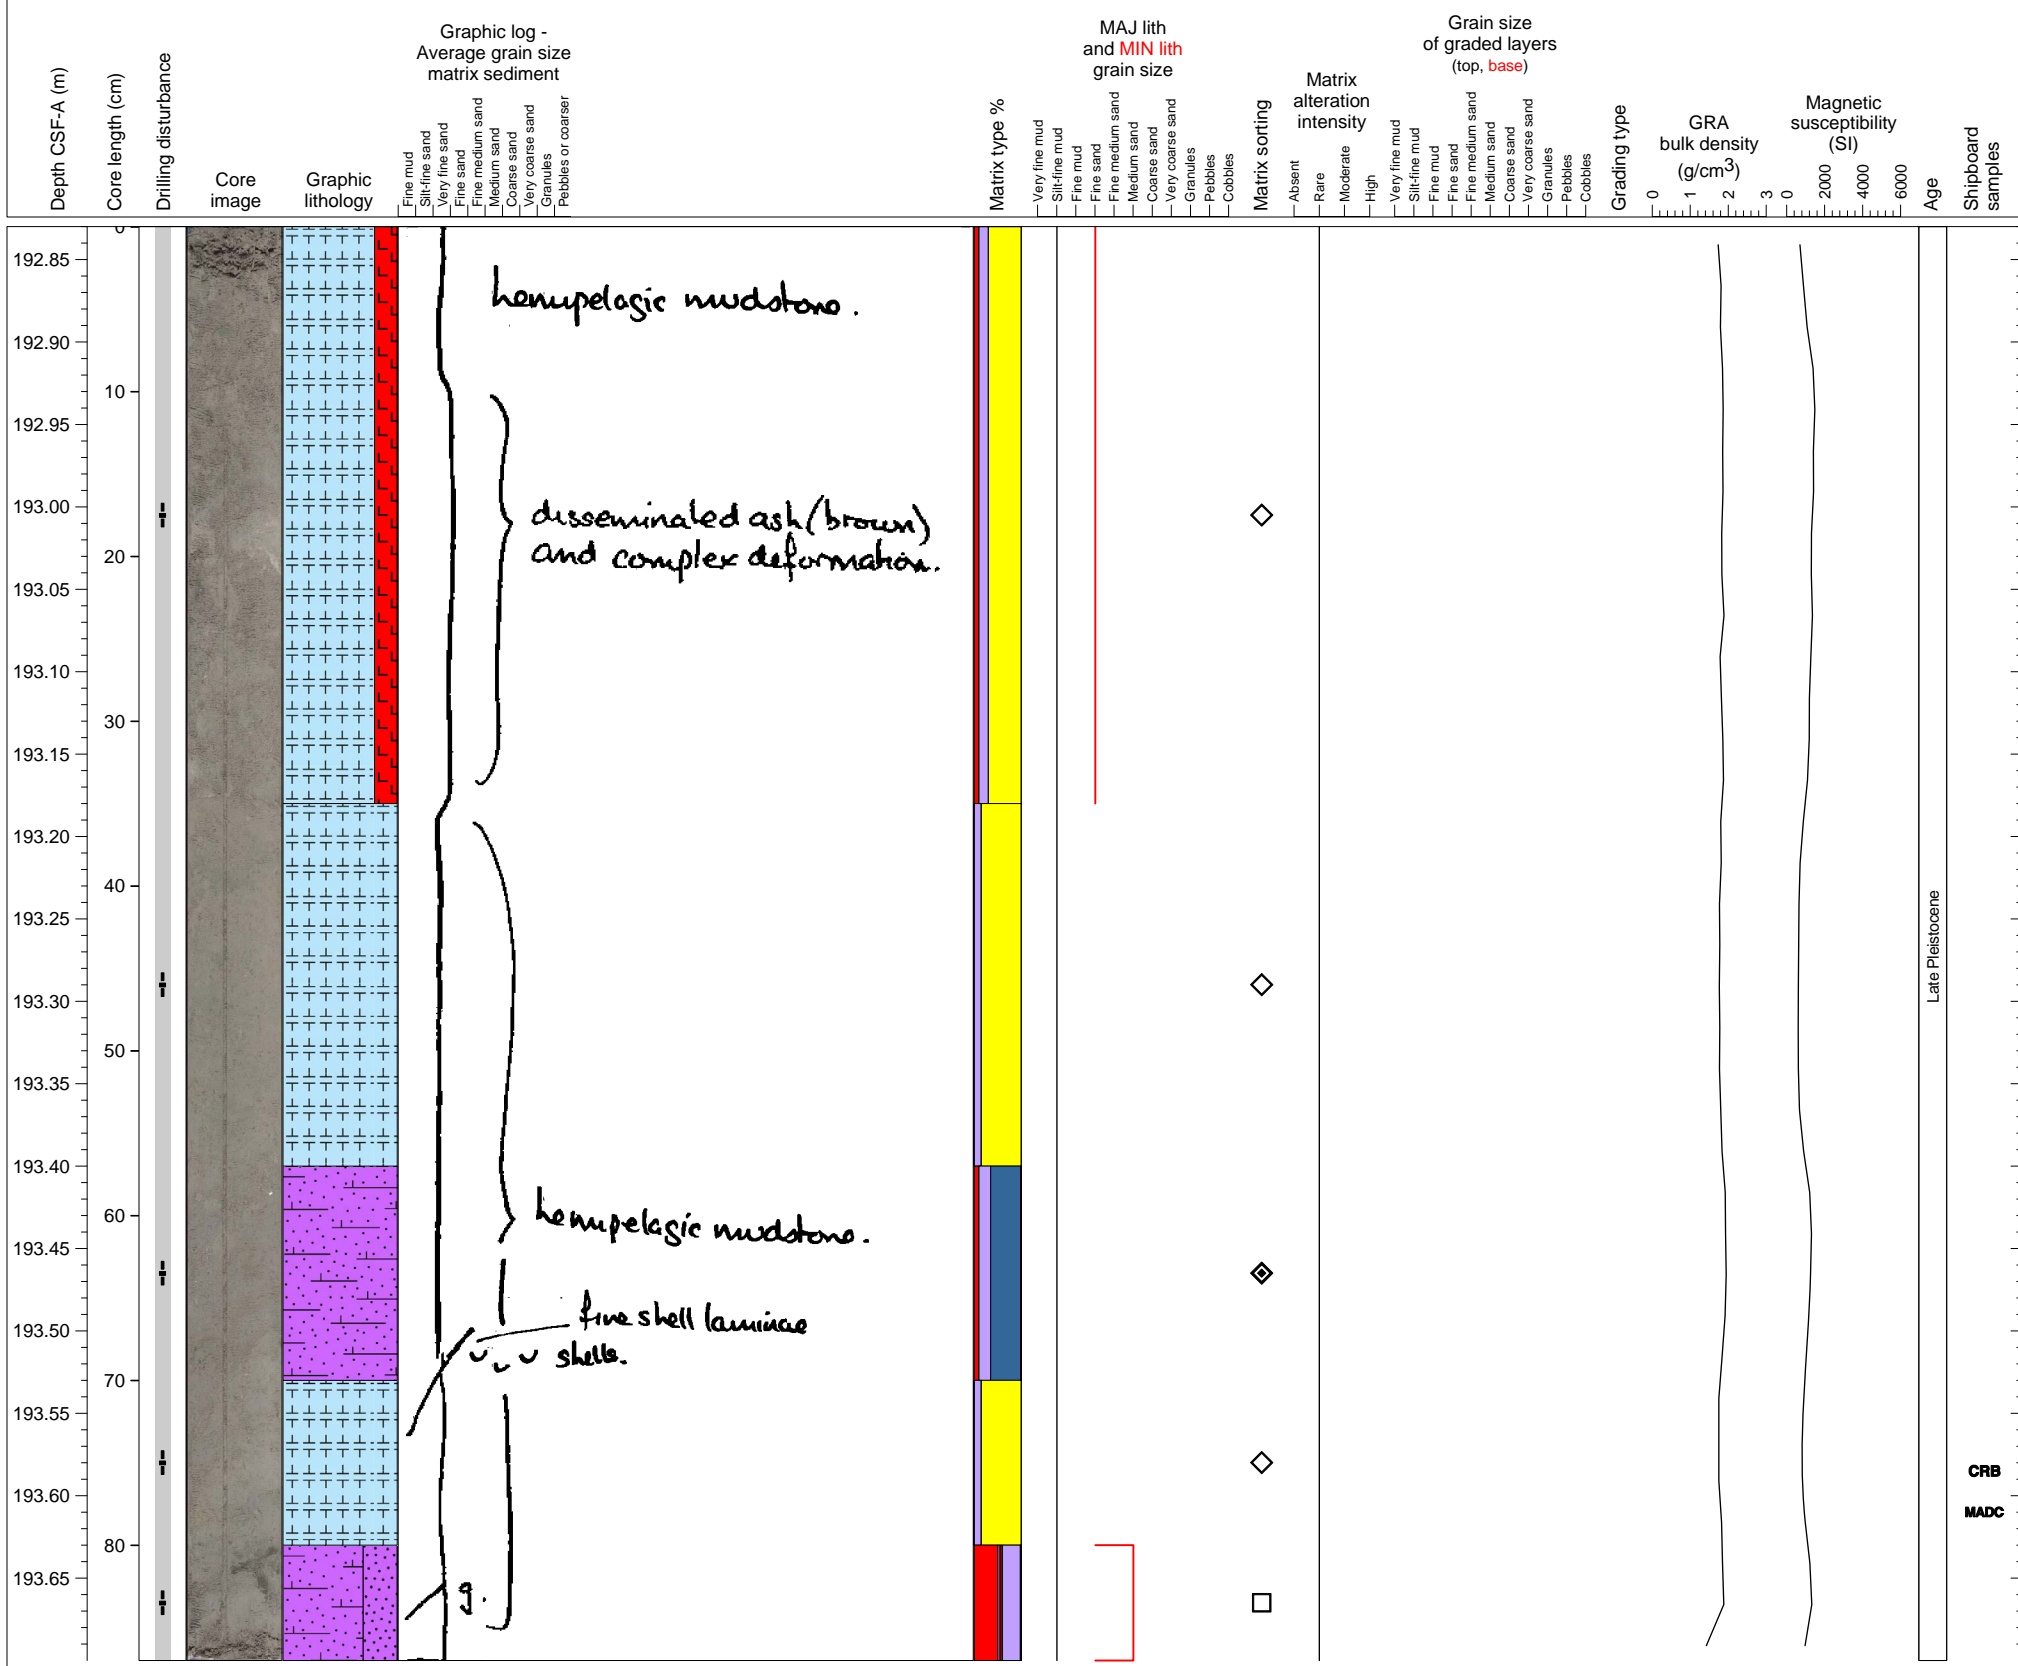 Depth CSF-A (m)
Core length (cm)
Drilling disturbance
Core
image
Graphic
lithology
Graphic log -
Average grain size
matrix sediment
Fine mud
Silt-fine sand
Very fine sand
Fine sand
Fine medium sand
Medium sand
Coarse sand
Very coarse sand
Granules
Pebbles or coarser
Matrix type %
MAJ lith
and MIN lith
grain size
Very fine mud
Silt-fine mud
Fine mud
Fine sand
Fine medium sand
Medium sand
Coarse sand
Very coarse sand
Granules
Pebbles
Cobbles
Matrix sorting
Matrix
alteration
intensity
Absent
Rare
Moderate
High
Grain size
of graded layers
(top, base)
Very fine mud
Silt-fine mud
Fine mud
Fine sand
Fine medium sand
Medium sand
Coarse sand
Very coarse sand
Granules
Pebbles
Cobbles
Grading type
GRA
bulk density
(g/cm3)
0 1 2 3
Magnetic
susceptibility
(SI)
0 2000 4000 6000
Age
Shipboard
samples
0
192.85
hemipelagic mudstone.
192.90
10
192.95
193.00
disseminated ash (brown)
20
and complex deformation.
193.05
193.10
30
193.15
193.20
40
193.25
Late Pleistocene
193.30
50
193.35
193.40
60
hemipelagic mudstone.
193.45
fine shell laminae
193.50
shells.
70
193.55
CRB
193.60
MADC
80
193.65
g.